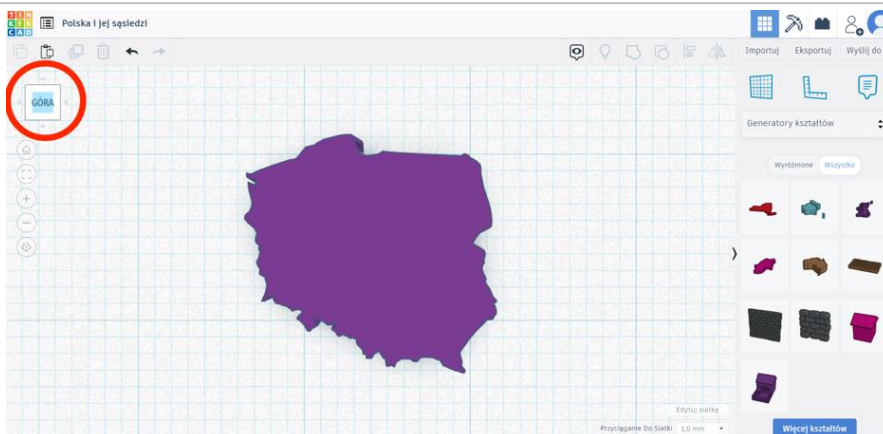 TIN
KER
CAD
Polska i jej sąsiedzi
Importuj Eksportuj Wyślij do
GÓRA
Generatory kształtów
Wyróżnione Wszystko
Edytuj siatkę
Przyciąganie Do Siatki 1,0 mm
Więcej kształtów